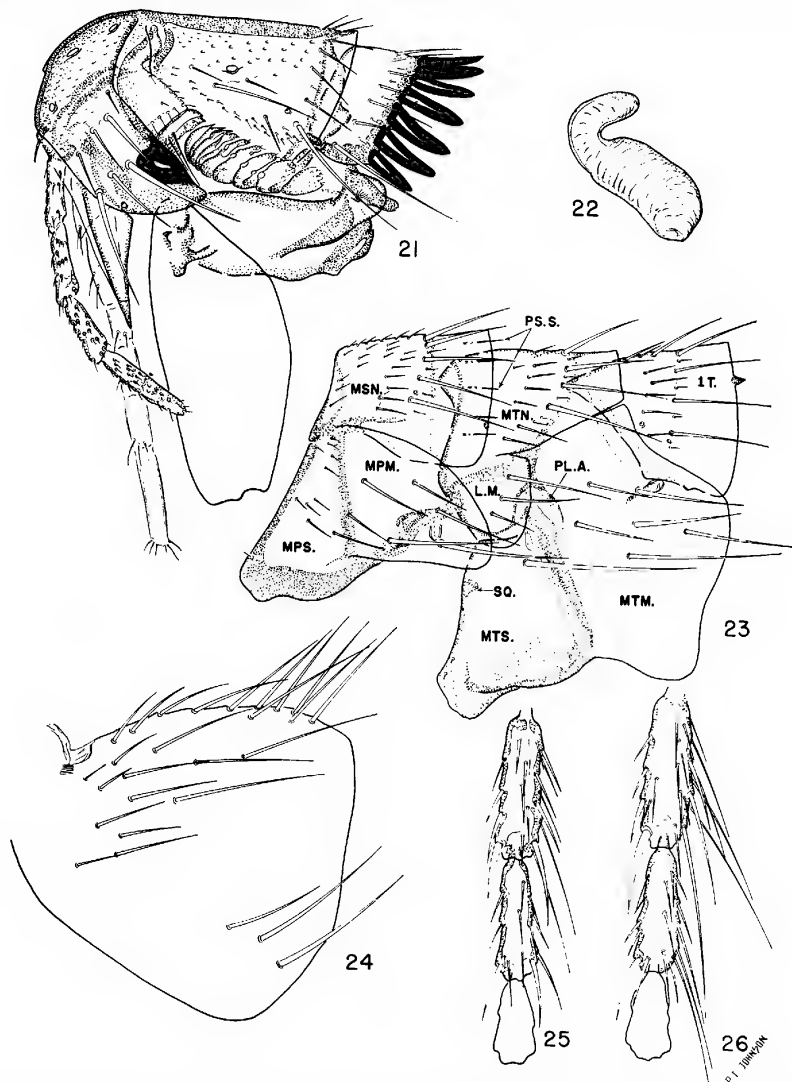 21
22
PS.S.
MSN.
MTN.
1T.
MPM.
L.M.
PL.A.
MPS.
SQ.
MTS.
MTM.
23
24
25
26
P.I JOHNSON